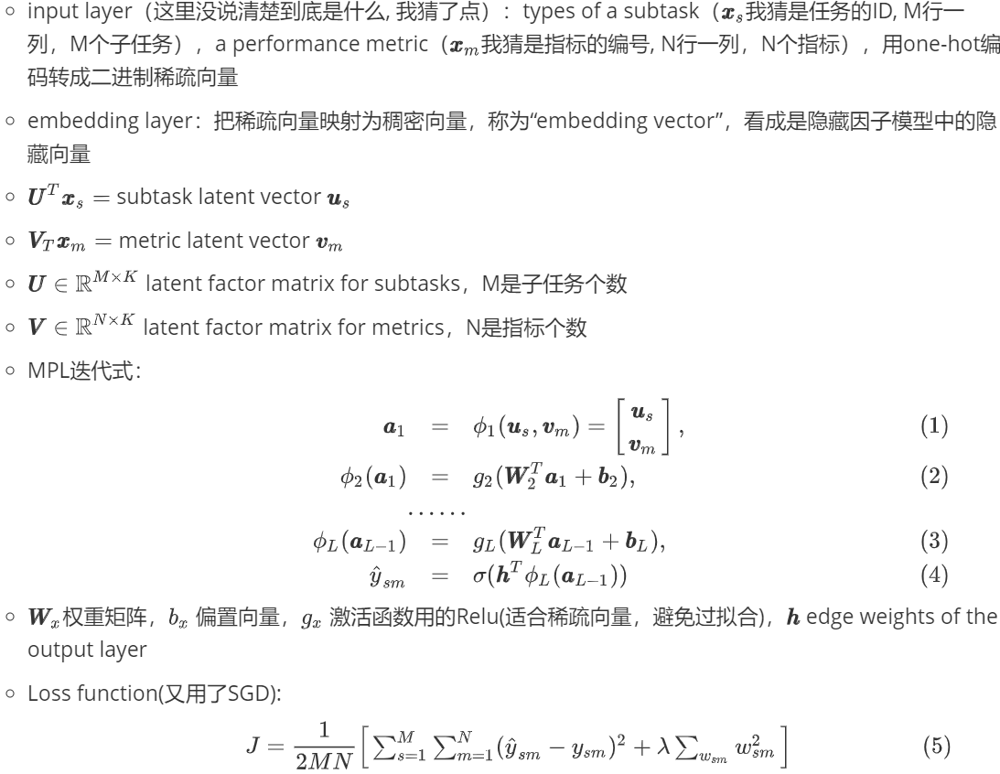 ○ input layer（这里没说清楚到底是什么, 我猜了点）: types of a subtask（𝒙ₛ我猜是任务的ID, M行一
列，M个子任务），a performance metric（𝒙ₘ我猜是指标的编号, N行一列，N个指标），用one-hot编
码转成二进制稀疏向量
○ embedding layer：把稀疏向量映射为稠密向量，称为“embedding vector”，看成是隐藏因子模型中的隐
藏向量
○ $\boldsymbol{U}^T\boldsymbol{x}_s =$ subtask latent vector $\boldsymbol{u}_s$
○ $\boldsymbol{V}_T\boldsymbol{x}_m =$ metric latent vector $\boldsymbol{v}_m$
○ $\boldsymbol{U} \in \mathbb{R}^{M\times K}$ latent factor matrix for subtasks，M是子任务个数
○ $\boldsymbol{V} \in \mathbb{R}^{N\times K}$ latent factor matrix for metrics，N是指标个数
○ MPL迭代式：
$\boldsymbol{a}_1 = \phi_1(\boldsymbol{u}_s, \boldsymbol{v}_m) = \begin{bmatrix} \boldsymbol{u}_s \\ \boldsymbol{v}_m \end{bmatrix},$ (1)
$\phi_2(\boldsymbol{a}_1) = g_2(\boldsymbol{W}_2^T\boldsymbol{a}_1 + \boldsymbol{b}_2),$ (2)
......
$\phi_L(\boldsymbol{a}_{L-1}) = g_L(\boldsymbol{W}_L^T\boldsymbol{a}_{L-1} + \boldsymbol{b}_L),$ (3)
$\hat{y}_{sm} = \sigma(\boldsymbol{h}^T\phi_L(\boldsymbol{a}_{L-1}))$ (4)
○ $\boldsymbol{W}_x$权重矩阵，$b_x$ 偏置向量，$g_x$ 激活函数用的Relu(适合稀疏向量，避免过拟合)，$\boldsymbol{h}$ edge weights of the
output layer
○ Loss function(又用了SGD):
$J = \frac{1}{2MN}\left[\sum_{s=1}^{M}\sum_{m=1}^{N}(\hat{y}_{sm} - y_{sm})^2 + \lambda\sum_{w_{sm}} w_{sm}^2\right]$ (5)